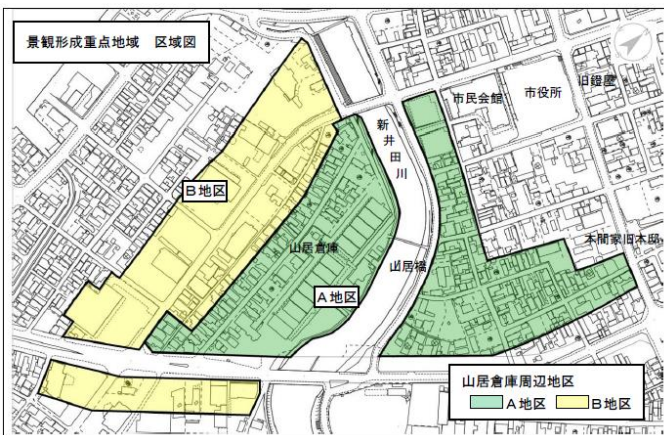 景観形成重点地域　区域図
市民会館
市役所
旧鐙屋
新井田川
B地区
山居倉庫
山居橋
本間家旧本邸
A地区
山居倉庫周辺地区
A地区　B地区